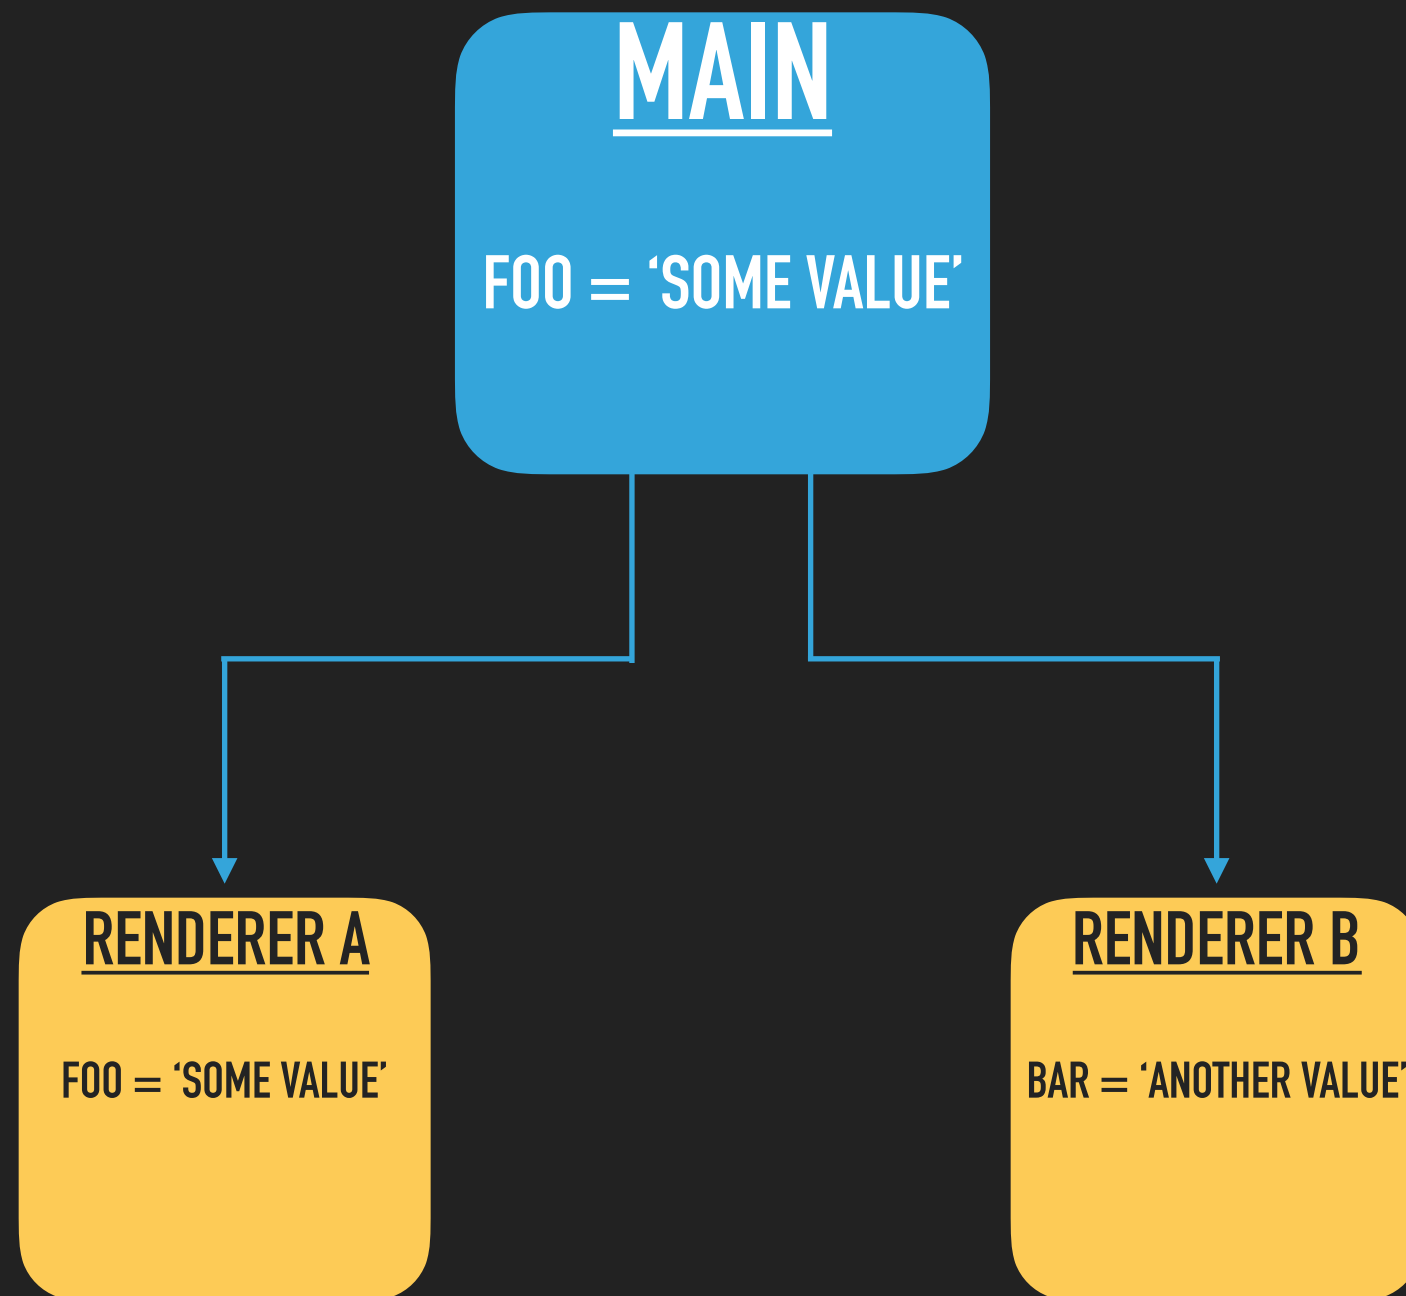 MAIN
FOO = ‘SOME VALUE’
RENDERER A
RENDERER B
FOO = ‘SOME VALUE’
BAR = ‘ANOTHER VALUE’